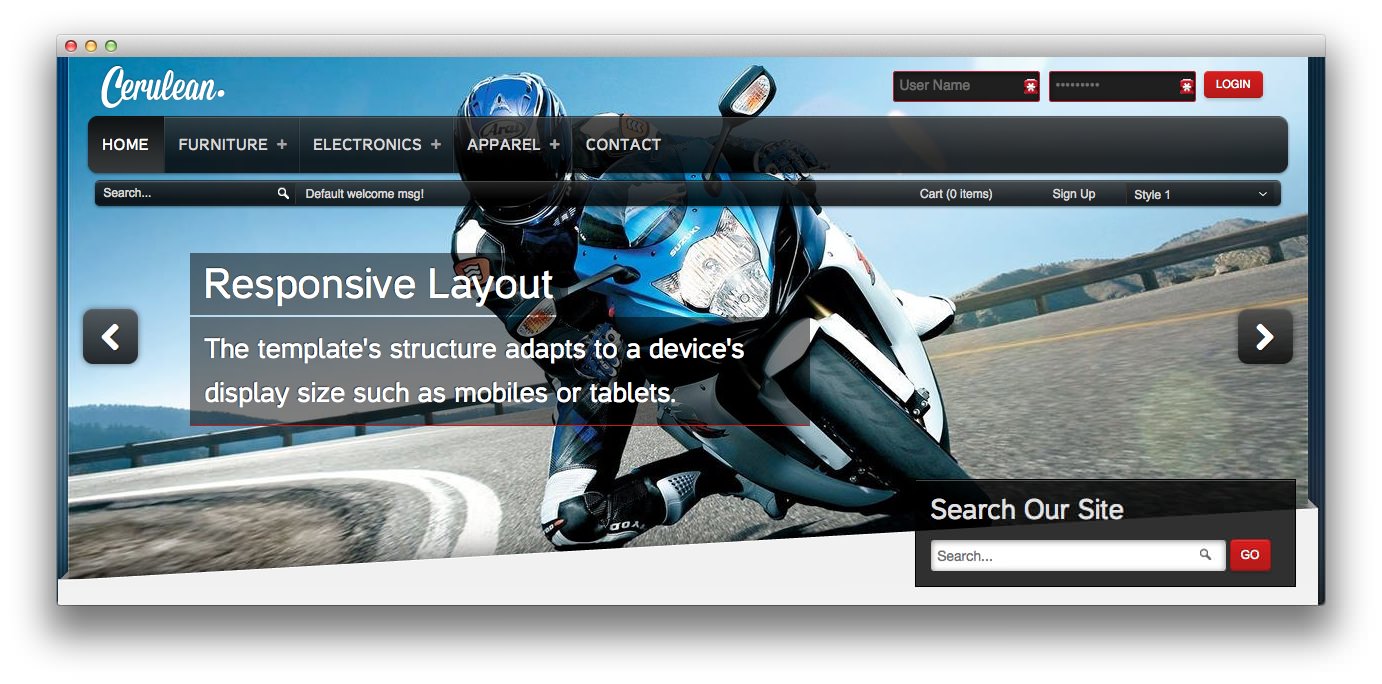 Cerulean.
User Name
LOGIN
HOME
FURNITURE +
ELECTRONICS +
APPAREL +
CONTACT
Search...
Default welcome msg!
Cart (0 items)
Sign Up
Style 1
Arai
SUZUKI
Responsive Layout
The template's structure adapts to a device's
display size such as mobiles or tablets.
Search Our Site
Search...
GO